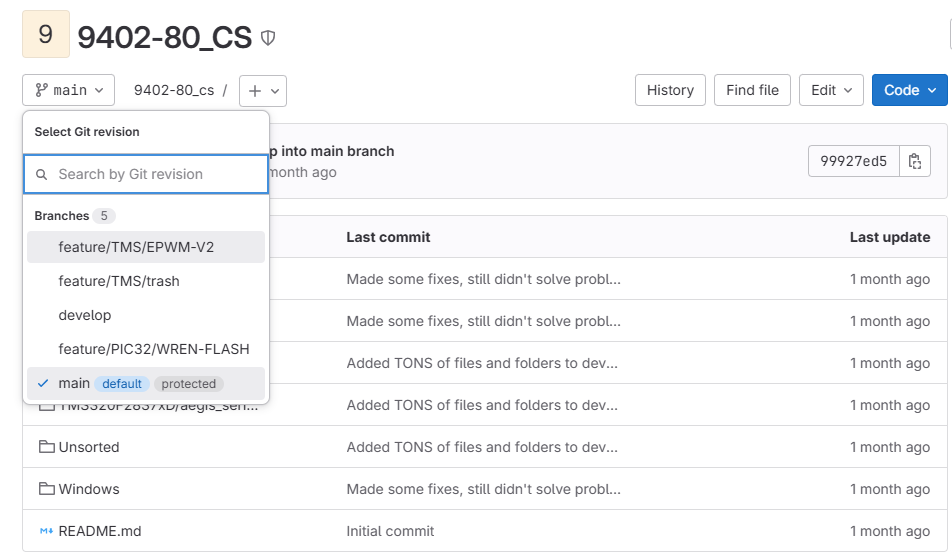 9 9402-80_CS
main 9402-80_cs / + History Find file Edit Code
Select Git revision
p into main branch
month ago
99927ed5
Search by Git revision
Branches 5
feature/TMS/EPWM-V2
feature/TMS/trash
develop
feature/PIC32/WREN-FLASH
main default protected
Last commit Last update
Made some fixes, still didn't solve probl... 1 month ago
Made some fixes, still didn't solve probl... 1 month ago
Added TONS of files and folders to dev... 1 month ago
TMS320F2837xD/aegis_seri... Added TONS of files and folders to dev... 1 month ago
Unsorted Added TONS of files and folders to dev... 1 month ago
Windows Made some fixes, still didn't solve probl... 1 month ago
README.md Initial commit 1 month ago